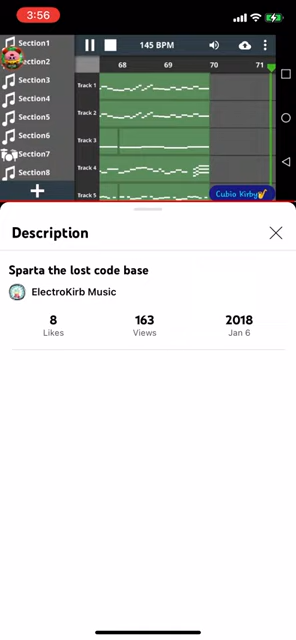 3:56
Section1
145 BPM
Section2
68 69 70 71
Section3
Track 1
Section4
Track 2
Section5
Section6
Track 3
Section7
Track 4
Section8
Track 5
Cubio Kirby🎷
Description
Sparta the lost code base
ElectroKirb Music
8 163 2018
Likes Views Jan 6